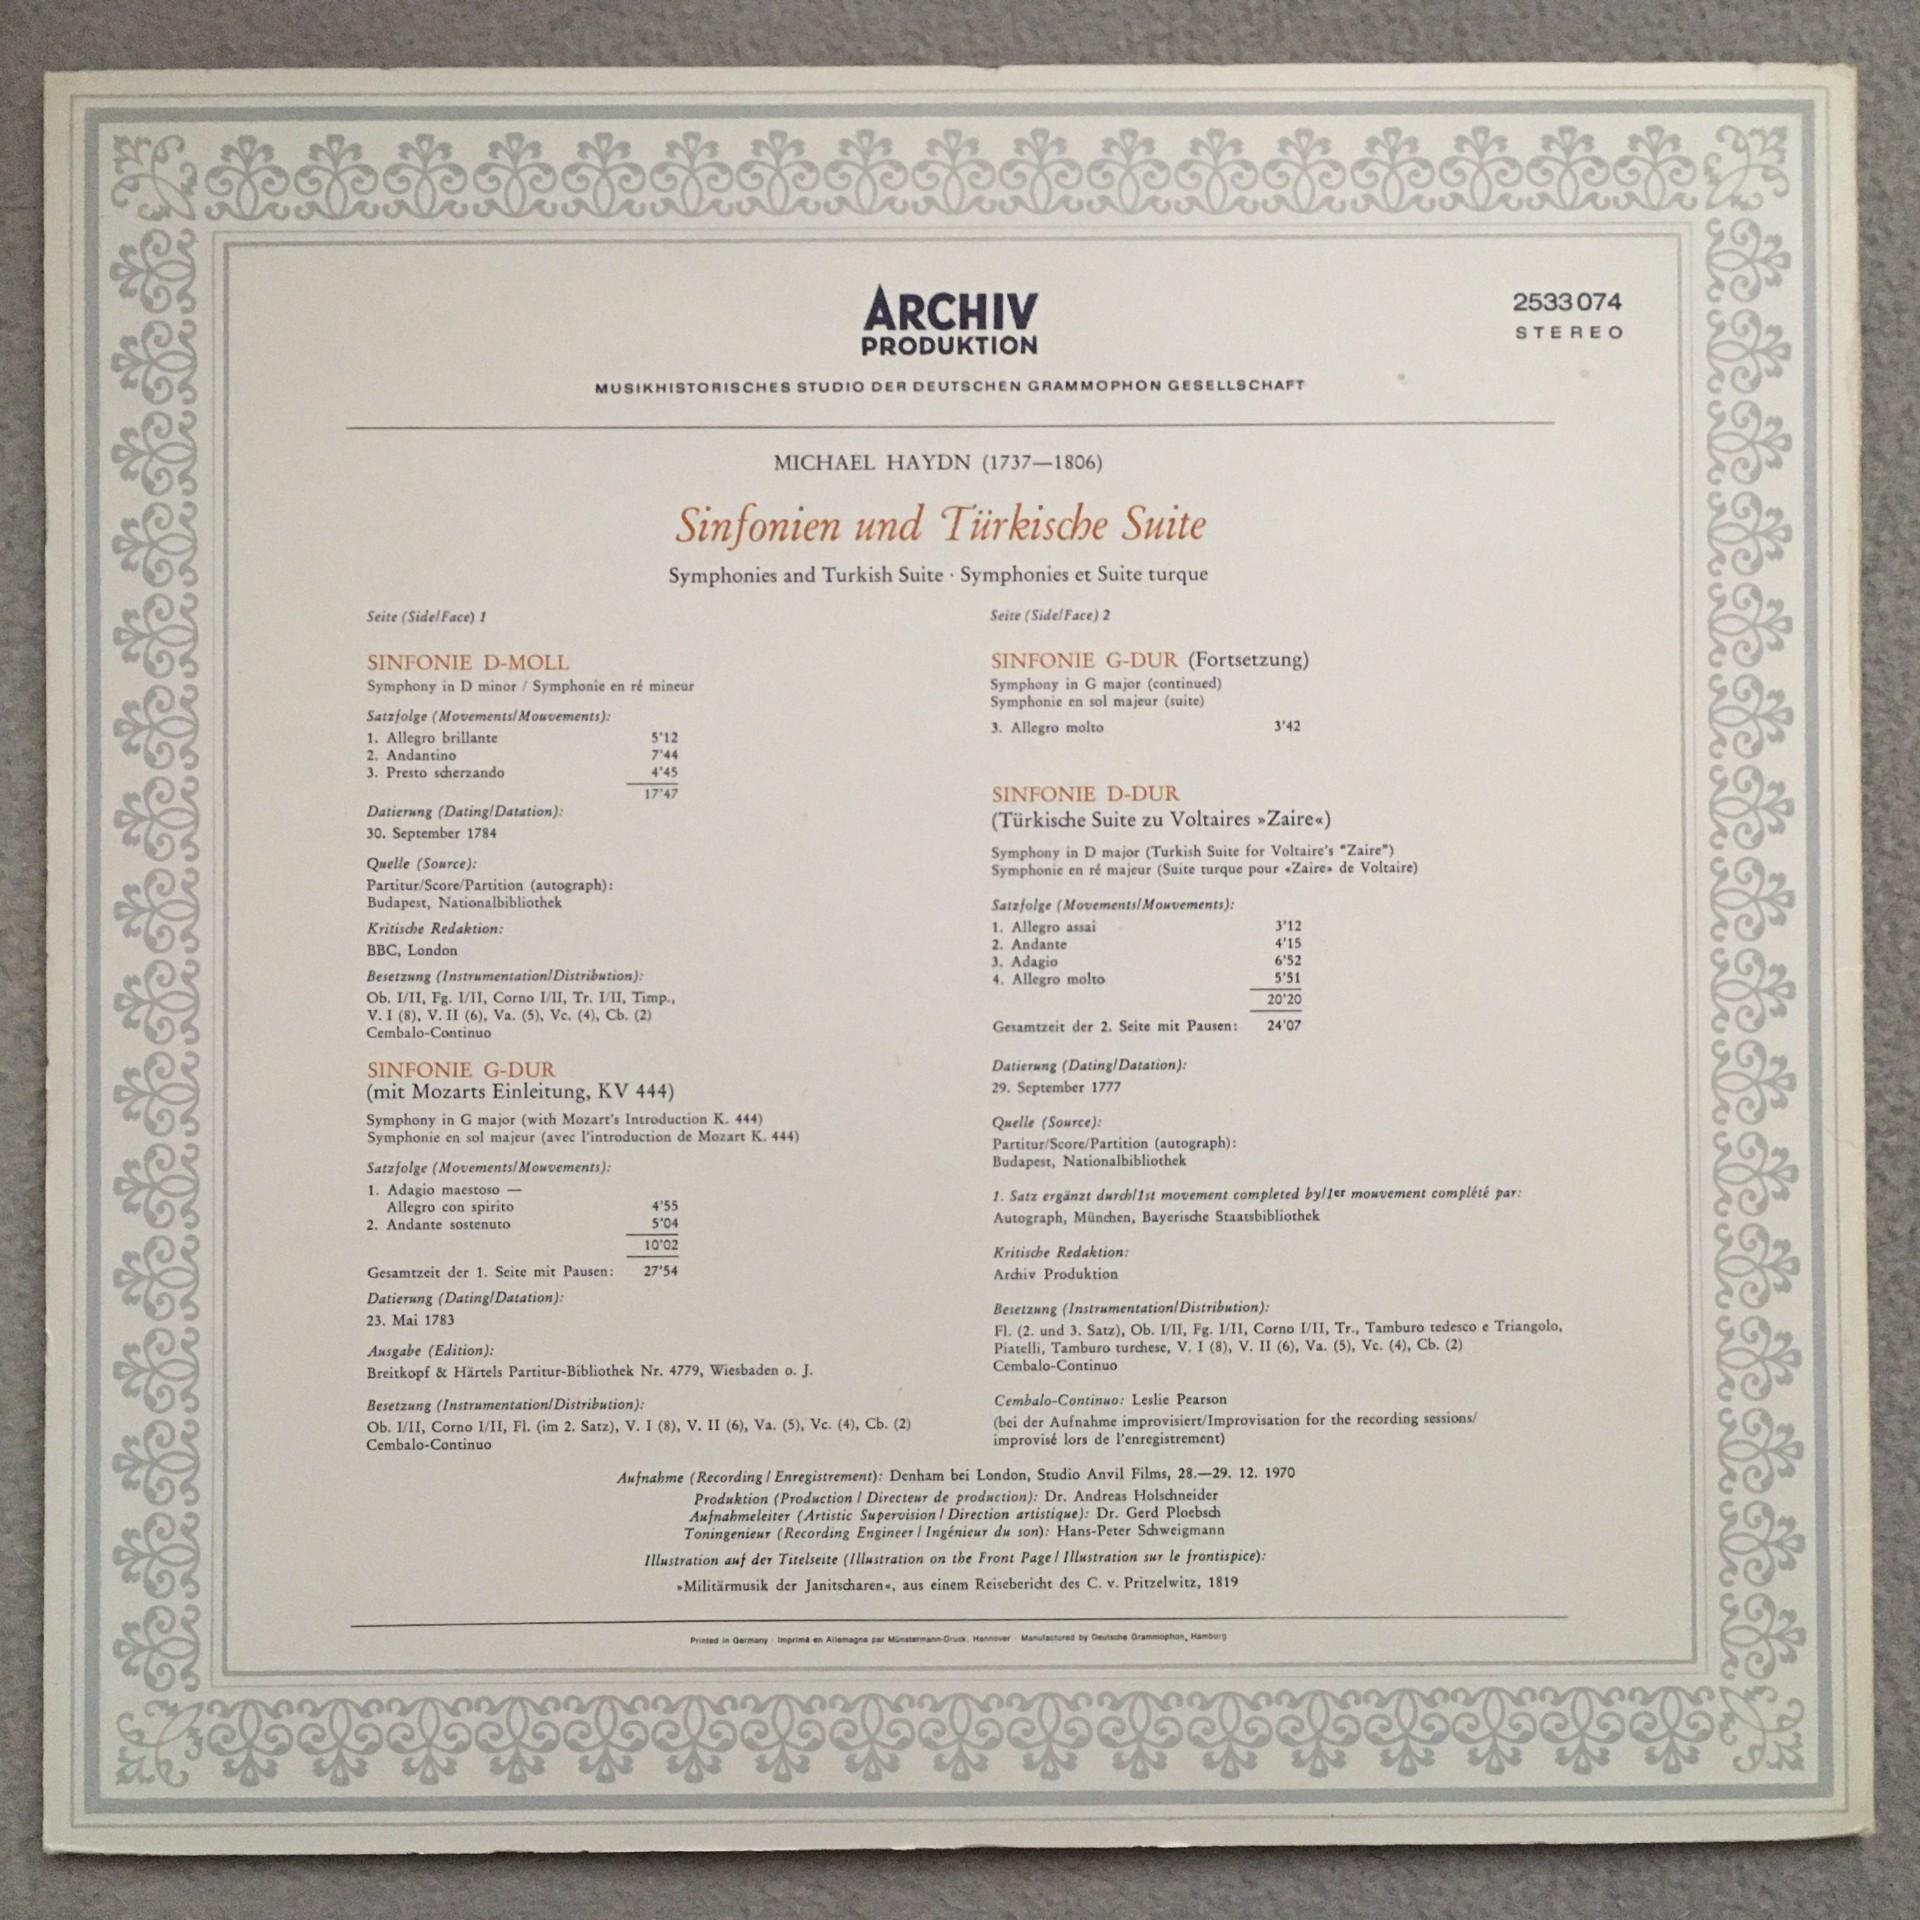 ARCHIV
PRODUKTION
2533 074
STEREO
MUSIKHISTORISCHES STUDIO DER DEUTSCHEN GRAMMOPHON GESELLSCHAFT
MICHAEL HAYDN (1737—1806)
Sinfonien und Türkische Suite
Symphonies and Turkish Suite · Symphonies et Suite turque
Seite (Side/Face) 1
SINFONIE D-MOLL
Symphony in D minor / Symphonie en ré mineur
Satzfolge (Movements/Mouvements):
1. Allegro brillante 5'12
2. Andantino 7'44
3. Presto scherzando 4'45
17'47
Datierung (Dating/Datation):
30. September 1784
Quelle (Source):
Partitur/Score/Partition (autograph):
Budapest, Nationalbibliothek
Kritische Redaktion:
BBC, London
Besetzung (Instrumentation/Distribution):
Ob. I/II, Fg. I/II, Corno I/II, Tr. I/II, Timp.,
V. I (8), V. II (6), Va. (5), Vc. (4), Cb. (2)
Cembalo-Continuo
SINFONIE G-DUR
(mit Mozarts Einleitung, KV 444)
Symphony in G major (with Mozart's Introduction K. 444)
Symphonie en sol majeur (avec l'introduction de Mozart K. 444)
Satzfolge (Movements/Mouvements):
1. Adagio maestoso —
Allegro con spirito 4'55
2. Andante sostenuto 5'04
10'02
Gesamtzeit der 1. Seite mit Pausen: 27'54
Datierung (Dating/Datation):
23. Mai 1783
Ausgabe (Edition):
Breitkopf & Härtels Partitur-Bibliothek Nr. 4779, Wiesbaden o. J.
Besetzung (Instrumentation/Distribution):
Ob. I/II, Corno I/II, Fl. (im 2. Satz), V. I (8), V. II (6), Va. (5), Vc. (4), Cb. (2)
Cembalo-Continuo
Seite (Side/Face) 2
SINFONIE G-DUR (Fortsetzung)
Symphony in G major (continued)
Symphonie en sol majeur (suite)
3. Allegro molto 3'42
SINFONIE D-DUR
(Türkische Suite zu Voltaires »Zaire«)
Symphony in D major (Turkish Suite for Voltaire's "Zaire")
Symphonie en ré majeur (Suite turque pour «Zaire» de Voltaire)
Satzfolge (Movements/Mouvements):
1. Allegro assai 3'12
2. Andante 4'15
3. Adagio 6'52
4. Allegro molto 5'51
20'20
Gesamtzeit der 2. Seite mit Pausen: 24'07
Datierung (Dating/Datation):
29. September 1777
Quelle (Source):
Partitur/Score/Partition (autograph):
Budapest, Nationalbibliothek
1. Satz ergänzt durch/1st movement completed by/1er mouvement complété par:
Autograph, München, Bayerische Staatsbibliothek
Kritische Redaktion:
Archiv Produktion
Besetzung (Instrumentation/Distribution):
Fl. (2. und 3. Satz), Ob. I/II, Fg. I/II, Corno I/II, Tr., Tamburo tedesco e Triangolo,
Piatelli, Tamburo turchese, V. I (8), V. II (6), Va. (5), Vc. (4), Cb. (2)
Cembalo-Continuo
Cembalo-Continuo: Leslie Pearson
(bei der Aufnahme improvisiert/Improvisation for the recording sessions/
improvisé lors de l'enregistrement)
Aufnahme (Recording / Enregistrement): Denham bei London, Studio Anvil Films, 28.—29. 12. 1970
Produktion (Production / Directeur de production): Dr. Andreas Holschneider
Aufnahmeleiter (Artistic Supervision / Direction artistique): Dr. Gerd Ploebsch
Toningenieur (Recording Engineer / Ingénieur du son): Hans-Peter Schweigmann
Illustration auf der Titelseite (Illustration on the Front Page / Illustration sur le frontispice):
»Militärmusik der Janitscharen«, aus einem Reisebericht des C. v. Pritzelwitz, 1819
Printed in Germany · Imprimé en Allemagne par Münstermann-Druck, Hannover · Manufactured by Deutsche Grammophon, Hamburg